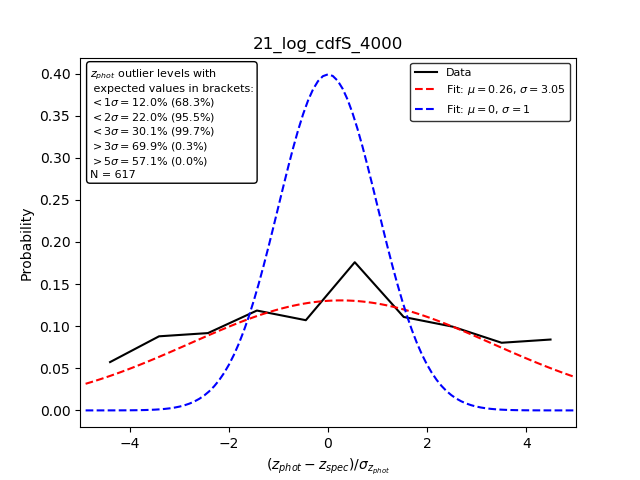 21_log_cdfS_4000
z_phot outlier levels with
expected values in brackets:
<1σ=12.0% (68.3%)
<2σ=22.0% (95.5%)
<3σ=30.1% (99.7%)
>3σ=69.9% (0.3%)
>5σ=57.1% (0.0%)
N = 617
Data
Fit: μ=0.26, σ=3.05
Fit: μ=0, σ=1
0.40
0.35
0.30
0.25
0.20
0.15
0.10
0.05
0.00
Probability
−4 −2 0 2 4
(z_phot − z_spec)/σ_z_phot